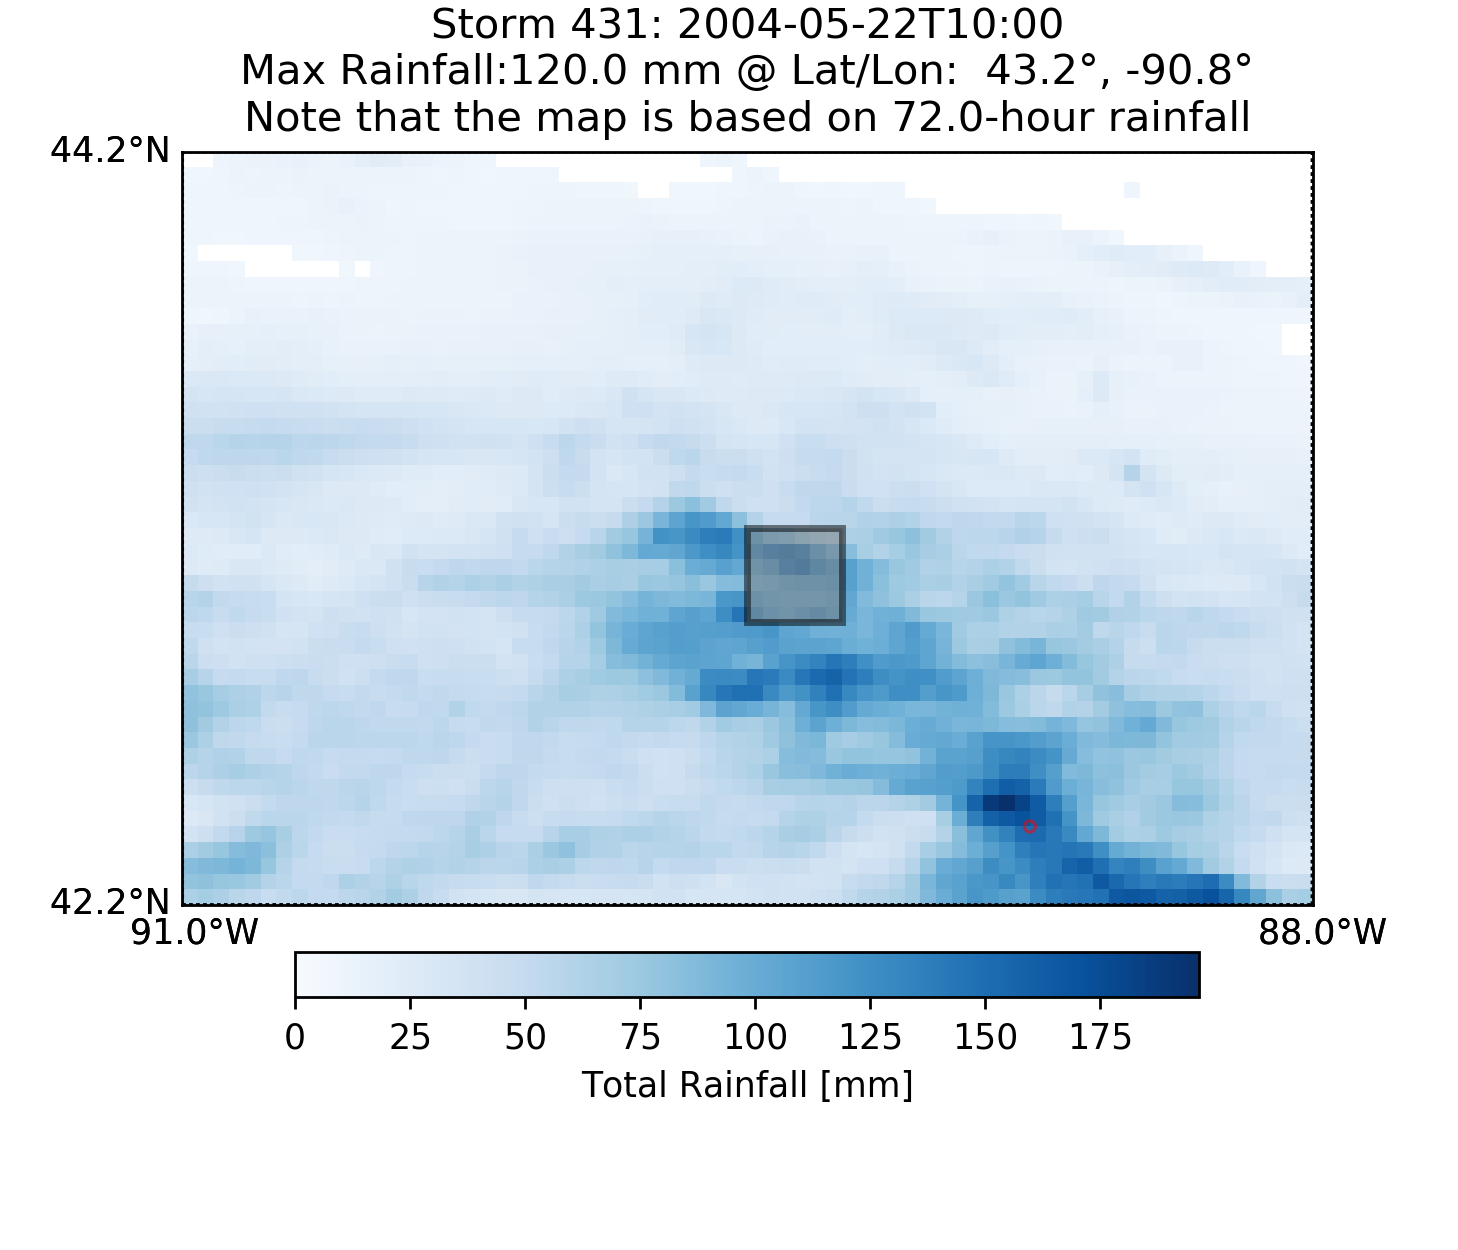 Storm 431: 2004-05-22T10:00
Max Rainfall:120.0 mm @ Lat/Lon:  43.2°, -90.8°
Note that the map is based on 72.0-hour rainfall
44.2°N
42.2°N
91.0°W 88.0°W
0 25 50 75 100 125 150 175
Total Rainfall [mm]